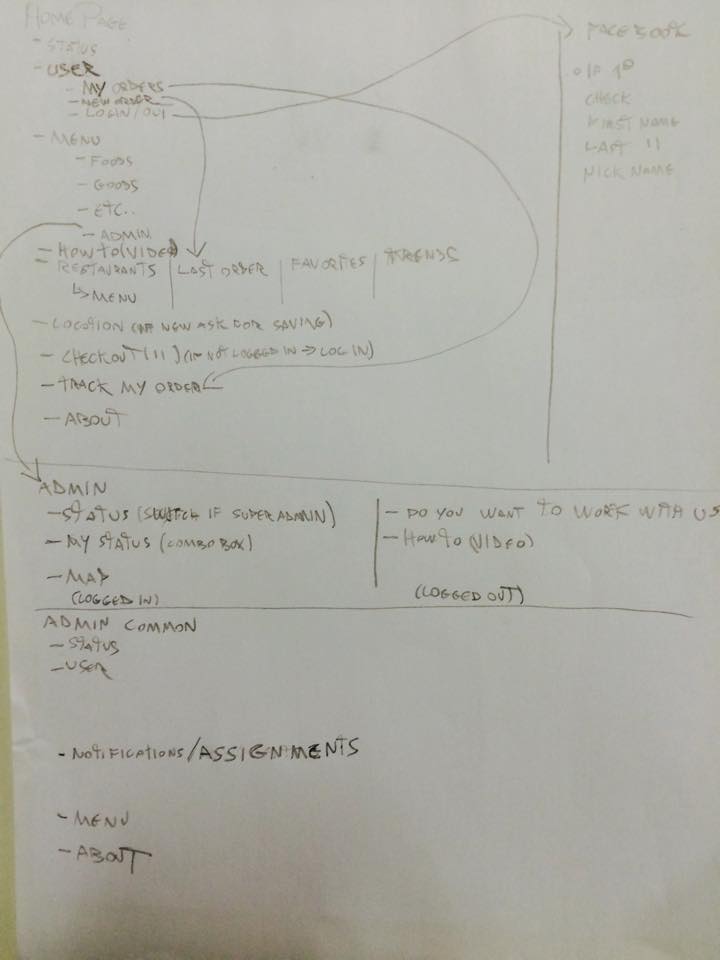 HOME PAGE
- STATUS
- USER
- MY ORDERS
- NEW ORDER
- LOGIN/OUT
- MENU
- FOODS
- GOODS
- ETC..
- ADMIN
- HOW TO (VIDEO)
- RESTAURANTS | LAST ORDER | FAVORITES | TRENDS
↳ MENU
- LOCATION (IF NEW ASK FOR SAVING)
- CHECKOUT (11) (IF NOT LOGGED IN → LOG IN)
- TRACK MY ORDER
- ABOUT
FACEBOOK
CHECK
FIRST NAME
LAST "
NICK NAME
ADMIN
- STATUS (SWITCH IF SUPER ADMIN)
- MY STATUS (COMBO BOX)
- MAP
(LOGGED IN)
- DO YOU WANT TO WORK WITH US
- HOW TO (VIDEO)
(LOGGED OUT)
ADMIN COMMON
- STATUS
- USER
- NOTIFICATIONS/ASSIGNMENTS
- MENU
- ABOUT